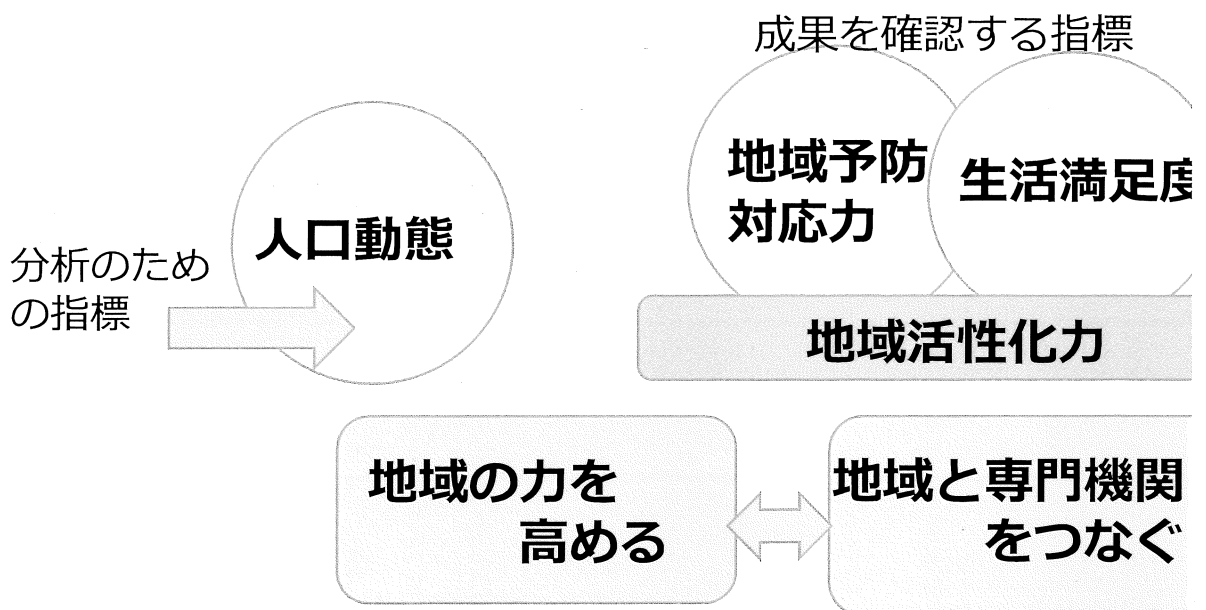 成果を確認する指標
地域予防
対応力
生活満足度
人口動態
分析のため
の指標
地域活性化力
地域の力を
高める
地域と専門機関
をつなぐ